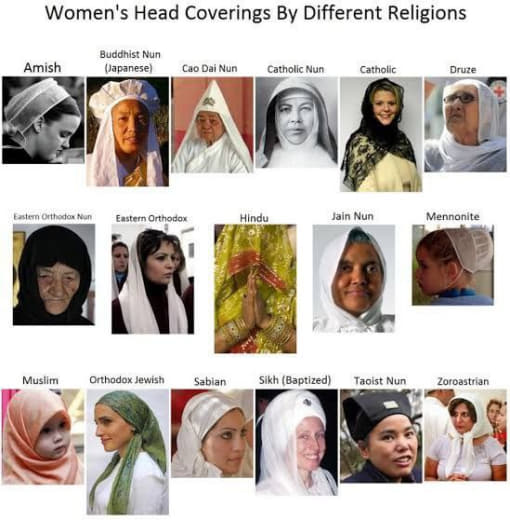 Women's Head Coverings By Different Religions
Amish
Buddhist Nun
(Japanese)
Cao Dai Nun
Catholic Nun
Catholic
Druze
Eastern Orthodox Nun
Eastern Orthodox
Hindu
Jain Nun
Mennonite
Muslim
Orthodox Jewish
Sabian
Sikh (Baptized)
Taoist Nun
Zoroastrian